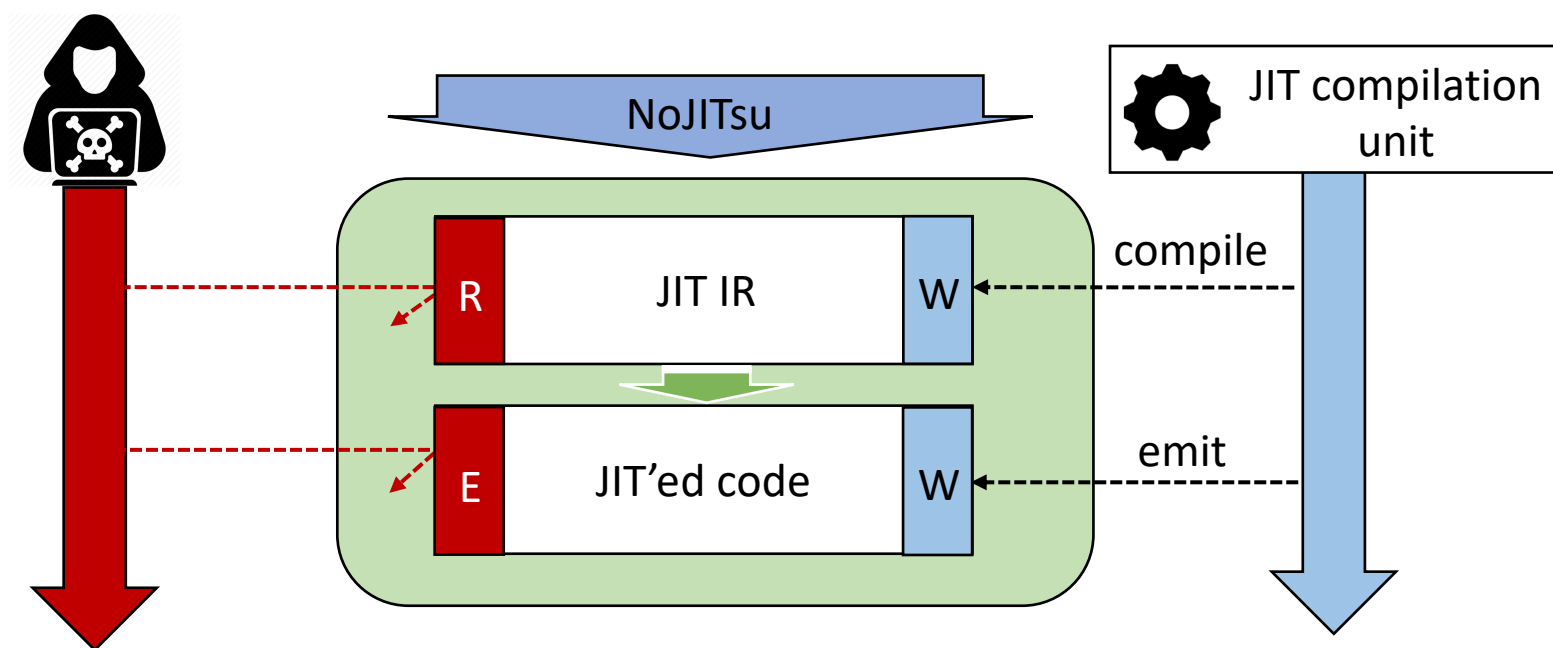 NoJITsu
JIT compilation
unit
R
JIT IR
W
compile
E
JIT’ed code
W
emit